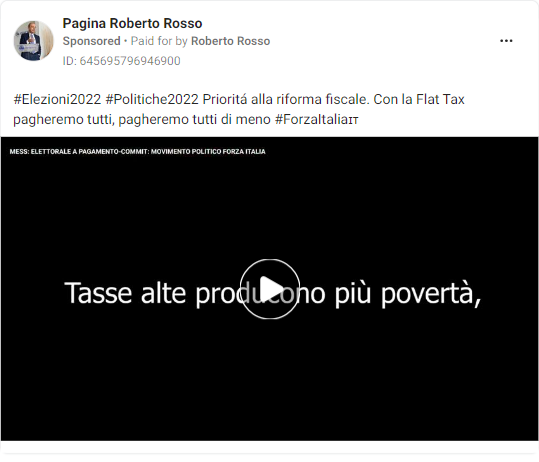 Pagina Roberto Rosso
Sponsored • Paid for by Roberto Rosso
ID: 645695796946900
#Elezioni2022 #Politiche2022 Prioritá alla riforma fiscale. Con la Flat Tax
pagheremo tutti, pagheremo tutti di meno #ForzaItaliaɪᴛ
MESS: ELETTORALE A PAGAMENTO-COMMIT: MOVIMENTO POLITICO FORZA ITALIA
Tasse alte producono più povertà,